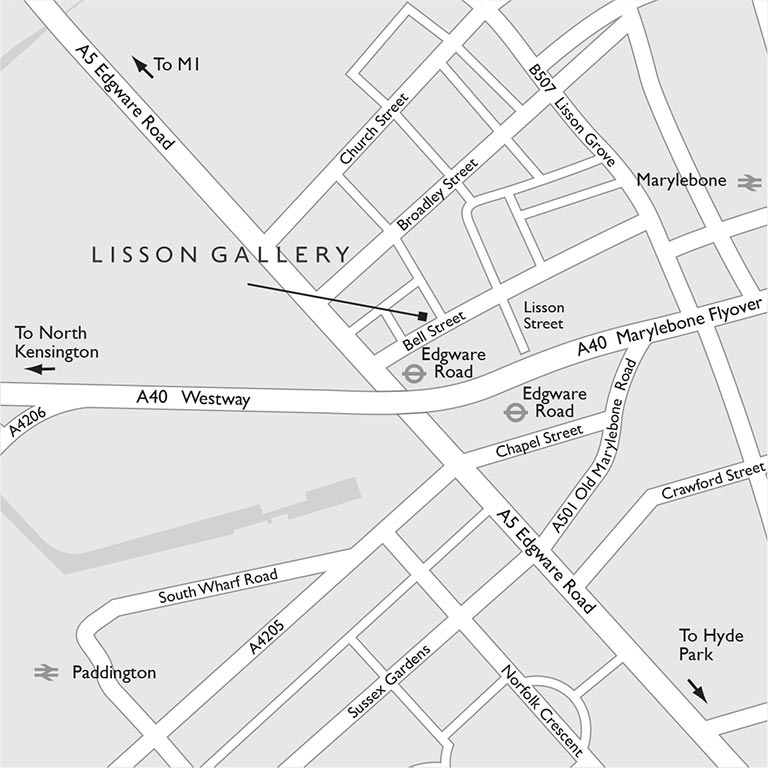 A5 Edgware Road
To M1
B507 Lisson Grove
Church Street
Marylebone
Broadley Street
LISSON GALLERY
Lisson
Street
Bell Street
A40 Marylebone Flyover
To North
Kensington
Edgware
Road
A40 Westway
Edgware
Road
A4206
Chapel Street
A501 Old Marylebone Road
Crawford Street
A5 Edgware Road
South Wharf Road
A4205
To Hyde
Park
Paddington
Sussex Gardens
Norfolk Crescent